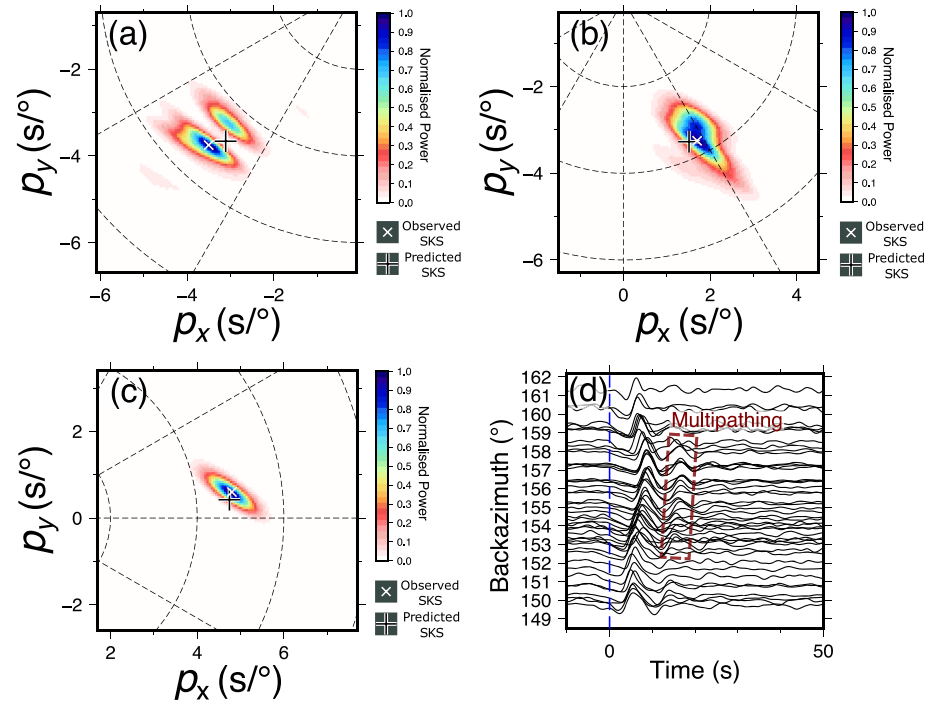 (a)
−2
−4
−6
−6
−4
−2
p_y (s/°)
p_x (s/°)
1.0
0.9
0.8
0.7
0.6
0.5
0.4
0.3
0.2
0.1
0.0
Normalised Power
Observed
SKS
Predicted
SKS
(b)
−2
−4
−6
0
2
4
p_y (s/°)
p_x (s/°)
1.0
0.9
0.8
0.7
0.6
0.5
0.4
0.3
0.2
0.1
0.0
Normalised Power
Observed
SKS
Predicted
SKS
(c)
2
0
−2
2
4
6
p_y (s/°)
p_x (s/°)
1.0
0.9
0.8
0.7
0.6
0.5
0.4
0.3
0.2
0.1
0.0
Normalised Power
Observed
SKS
Predicted
SKS
(d)
Multipathing
162
161
160
159
158
157
156
155
154
153
152
151
150
149
Backazimuth (°)
0
50
Time (s)